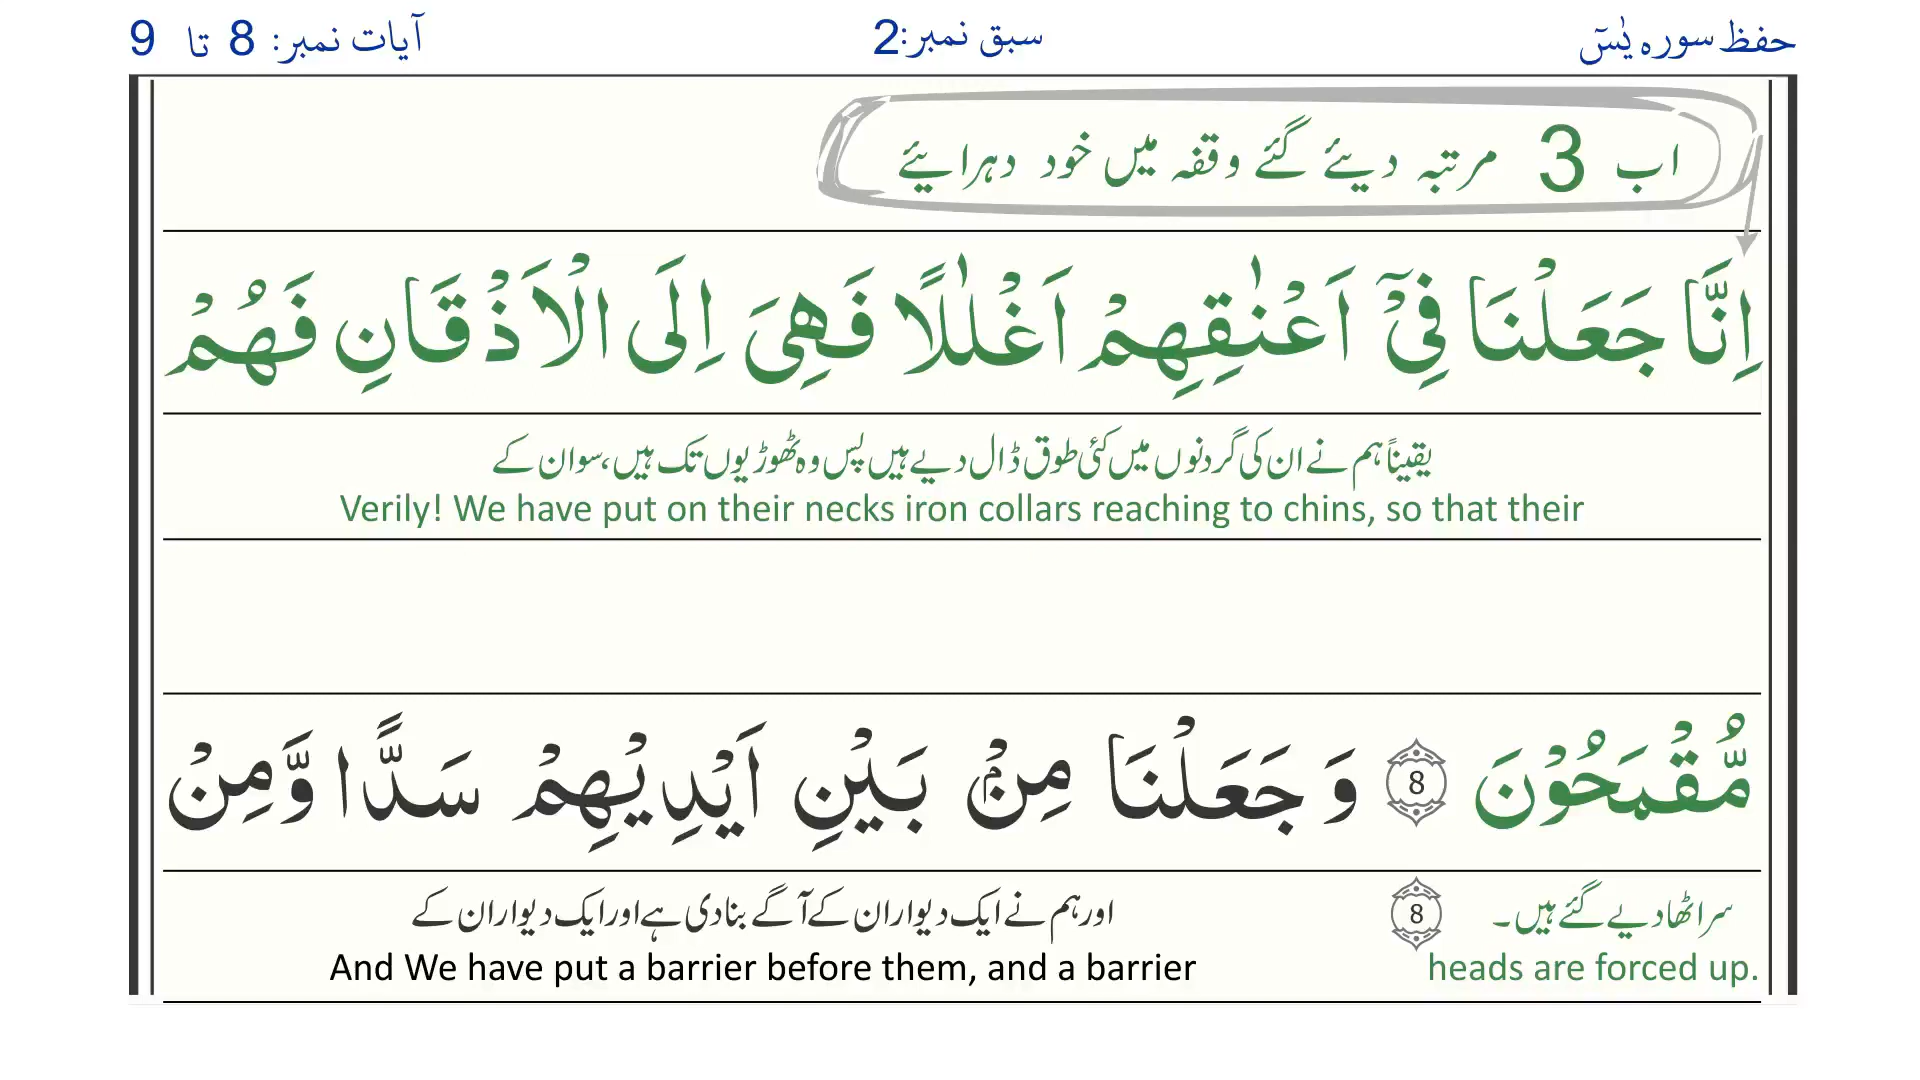 حفظ سورہ یٰسٓ سبق نمبر:2 آیات نمبر: 8 تا 9
اب 3 مرتبہ دیئے گئے وقفہ میں خود دہرایئے
اِنَّا جَعَلْنَا فِیْۤ اَعْنٰقِهِمْ اَغْلٰلًا فَهِیَ اِلَی الْاَذْقَانِ فَهُمْ
یقیناً ہم نے ان کی گردنوں میں کئی طوق ڈال دیے ہیں پس وہ ٹھوڑیوں تک ہیں، سو ان کے
Verily! We have put on their necks iron collars reaching to chins, so that their
مُّقْمَحُوْنَ 8 وَ جَعَلْنَا مِنْۢ بَیْنِ اَیْدِیْهِمْ سَدًّا وَّ مِنْ
سر اٹھا دیے گئے ہیں۔ 8 اور ہم نے ایک دیوار ان کے آگے بنا دی ہے اور ایک دیوار ان کے
heads are forced up. And We have put a barrier before them, and a barrier